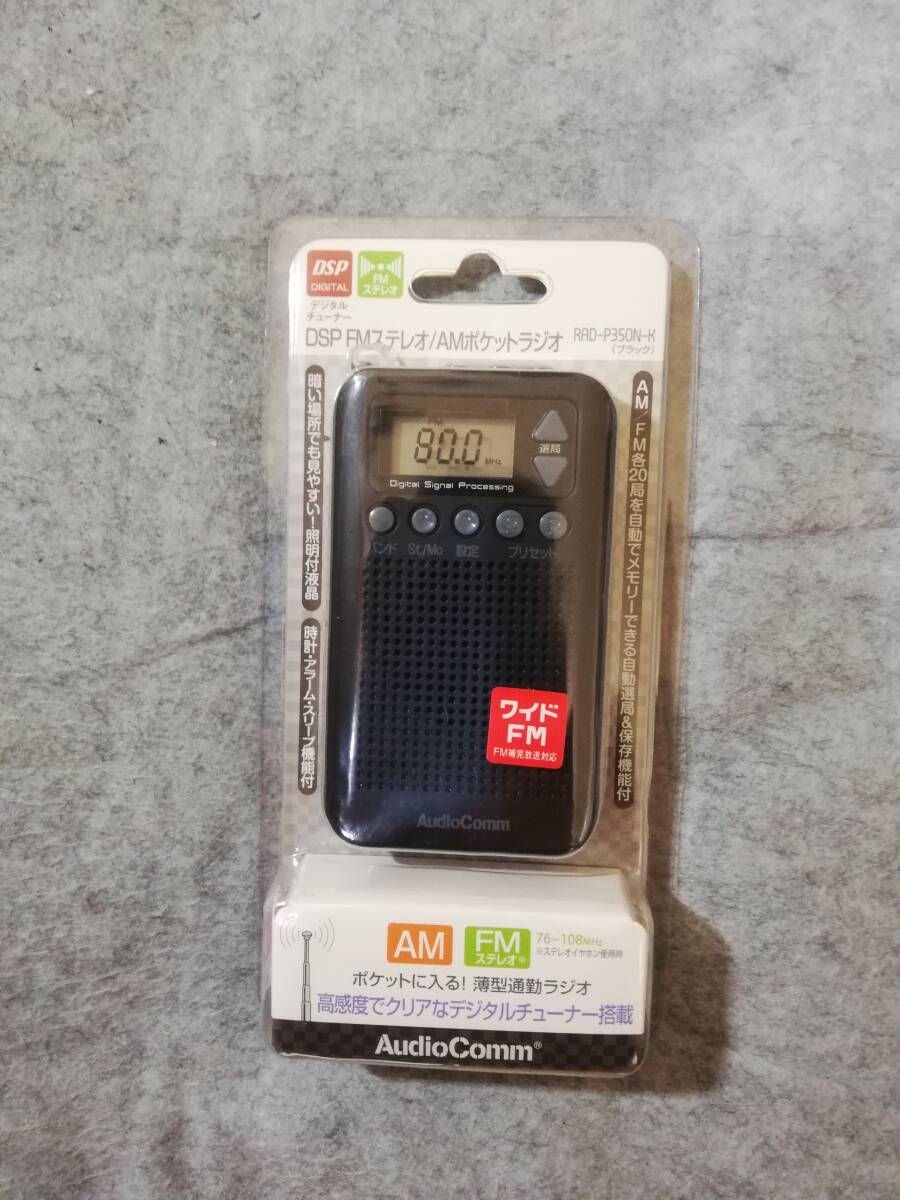 DSP
DIGITAL
デジタル
チューナー
FM
ステレオ
DSP FMステレオ/AMポケットラジオ
RAD-P350N-K
(ブラック)
暗い場所でも見やすい!照明付液晶
時計・アラーム・スリープ機能付
AM/FM各20局を自動でメモリーできる自動選局&保存機能付
FM
80.0 MHz
選局
Digital Signal Processing
バンド St/Mo 設定 プリセット
ワイド
FM
FM補完放送対応
AudioComm
AM
FM
ステレオ※
76~108MHz
※ステレオイヤホン使用時
ポケットに入る! 薄型通勤ラジオ
高感度でクリアなデジタルチューナー搭載
AudioComm®